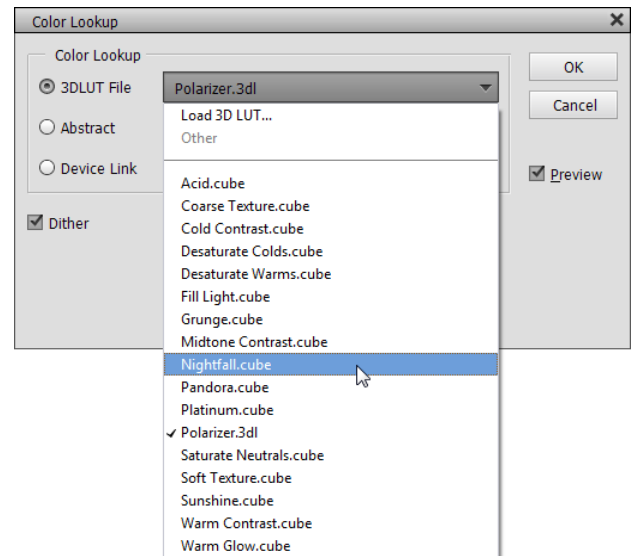 Color Lookup
Color Lookup
3DLUT File
Polarizer.3dl
OK
Cancel
Load 3D LUT...
Other
Abstract
Device Link
Preview
Dither
Acid.cube
Coarse Texture.cube
Cold Contrast.cube
Desaturate Colds.cube
Desaturate Warms.cube
Fill Light.cube
Grunge.cube
Midtone Contrast.cube
Nightfall.cube
Pandora.cube
Platinum.cube
Polarizer.3dl
Saturate Neutrals.cube
Soft Texture.cube
Sunshine.cube
Warm Contrast.cube
Warm Glow.cube